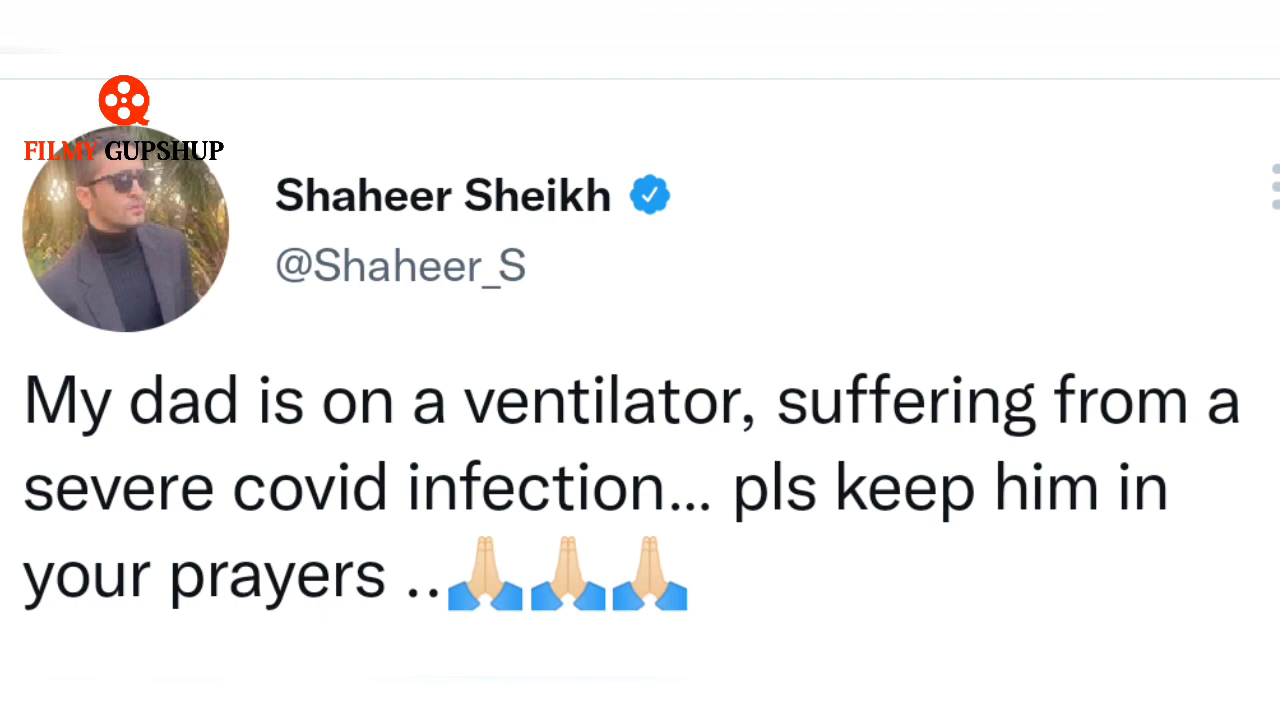 FILMY GUPSHUP
Shaheer Sheikh
@Shaheer_S
My dad is on a ventilator, suffering from a
severe covid infection... pls keep him in
your prayers ..🙏🏻🙏🏻🙏🏻